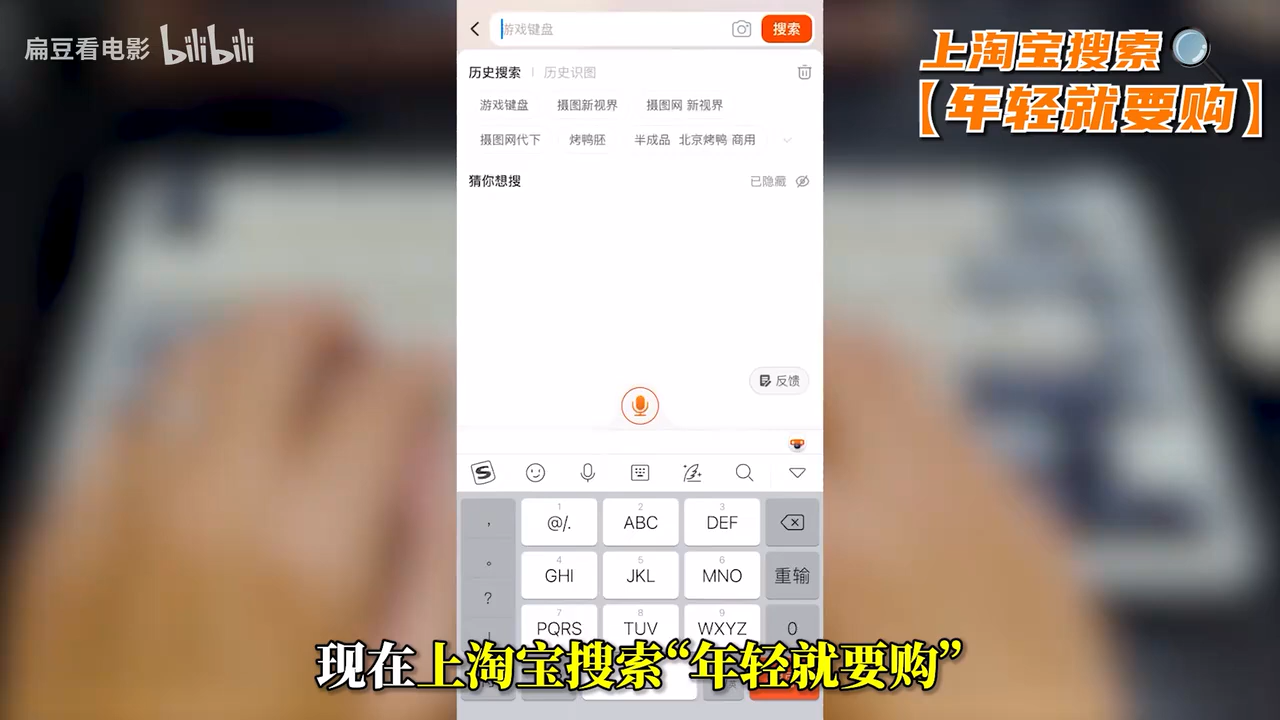 扁豆看电影 bilibili
上淘宝搜索
【年轻就要购】
游戏键盘
搜索
历史搜索 历史识图
游戏键盘 摄图新视界 摄图网 新视界
摄图网代下 烤鸭胚 半成品 北京烤鸭 商用
猜你想搜 已隐藏
反馈
S
, 1 @/. 2 ABC 3 DEF
。 4 GHI 5 JKL 6 MNO 重输
? 7 PQRS 8 TUV 9 WXYZ 0
现在上淘宝搜索“年轻就要购”